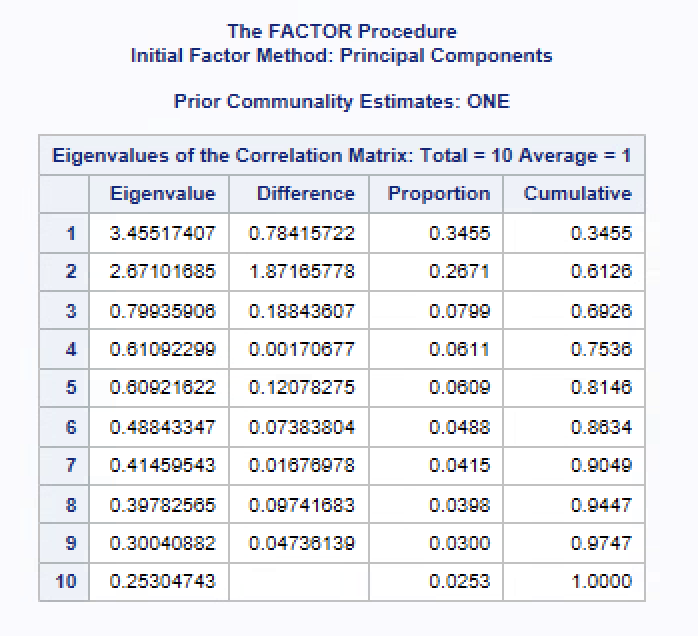 The FACTOR Procedure
Initial Factor Method: Principal Components
Prior Communality Estimates: ONE
Eigenvalues of the Correlation Matrix: Total = 10 Average = 1
Eigenvalue Difference Proportion Cumulative
1 3.45517407 0.78415722 0.3455 0.3455
2 2.67101685 1.87165778 0.2671 0.6126
3 0.79935906 0.18843607 0.0799 0.6926
4 0.61092299 0.00170677 0.0611 0.7536
5 0.60921622 0.12078275 0.0609 0.8146
6 0.48843347 0.07383804 0.0488 0.8634
7 0.41459543 0.01676978 0.0415 0.9049
8 0.39782565 0.09741683 0.0398 0.9447
9 0.30040882 0.04736139 0.0300 0.9747
10 0.25304743 0.0253 1.0000